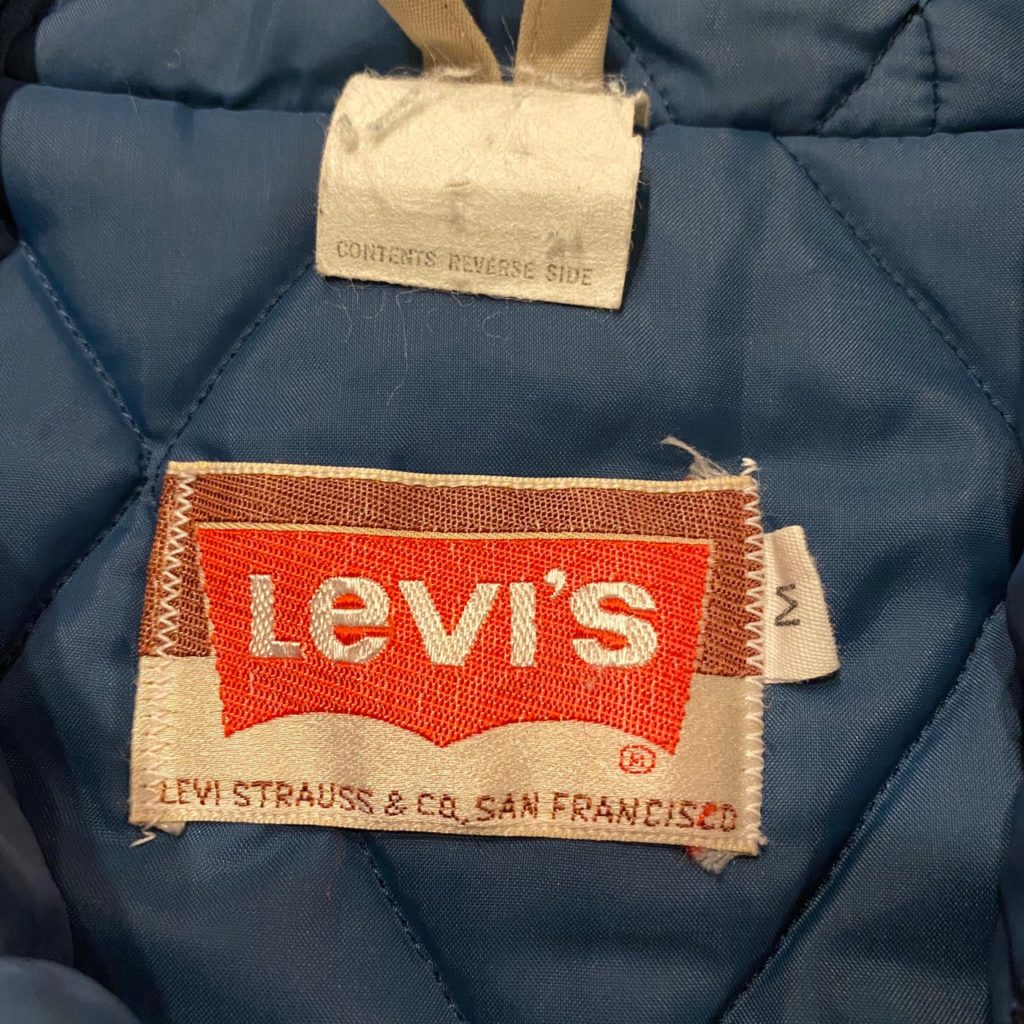 CONTENTS REVERSE SIDE
LeVI'S
M
LEVI STRAUSS & CO. SAN FRANCISCO